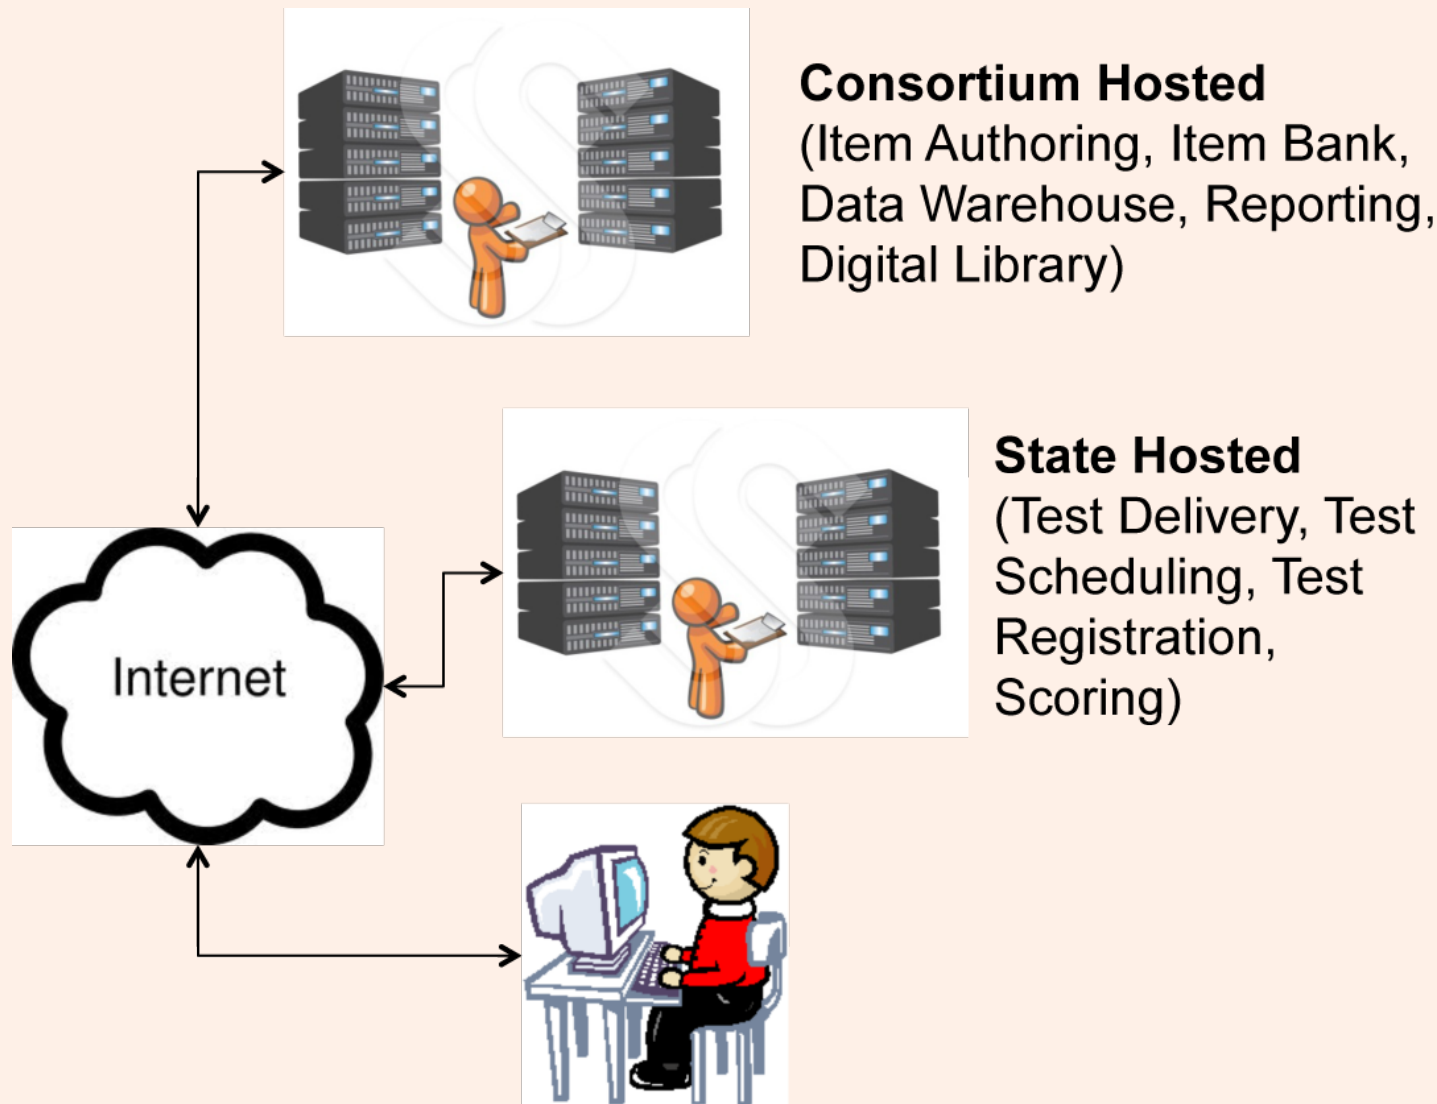 Consortium Hosted
(Item Authoring, Item Bank,
Data Warehouse, Reporting,
Digital Library)
State Hosted
(Test Delivery, Test
Scheduling, Test
Registration,
Scoring)
Internet